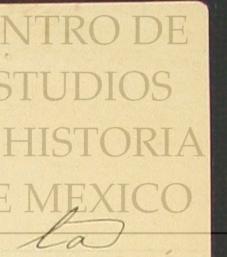 NTRO DE
STUDIOS
HISTORIA
E MEXICO